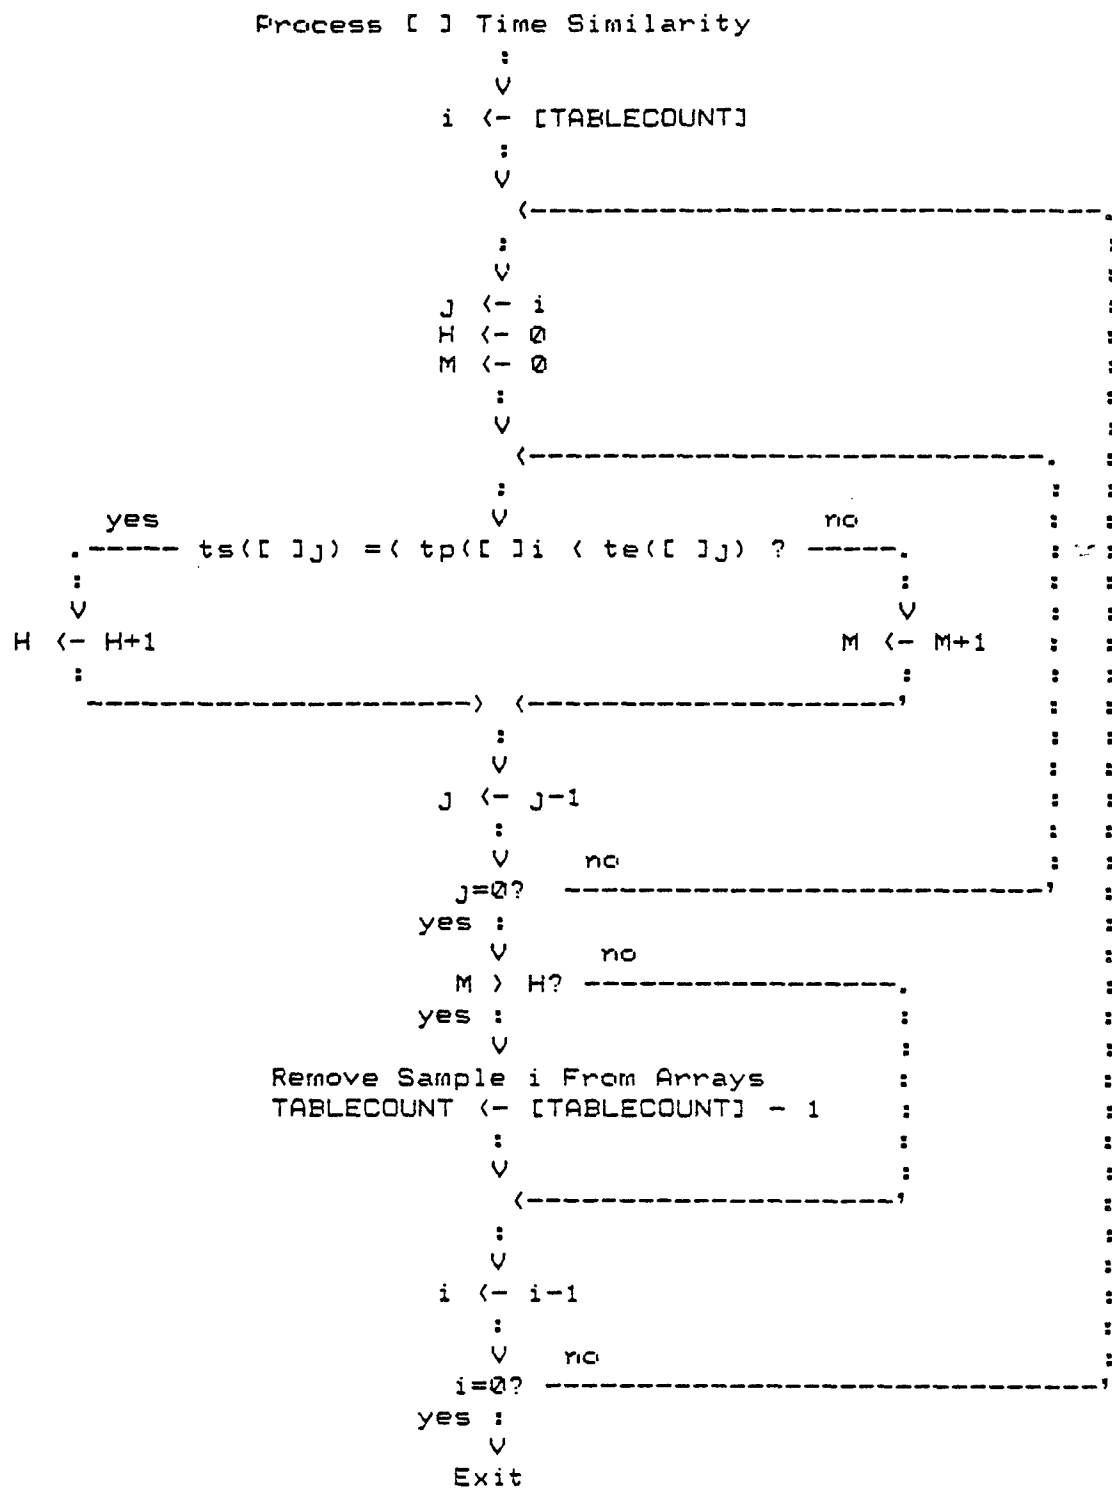 Process [ ] Time Similarity
:
V
i <- [TABLECOUNT]
:
V
<--------------------------------------.
:
V
j <- i
H <- 0
M <- 0
:
V
<-----------------------------------.
:
yes V no
.----- ts([ ]j) =< tp([ ]i < te([ ]j) ? ------.
: :
V V
H <- H+1 M <- M+1
: :
--------------------------> <-------------------------'
:
V
j <- j-1
:
V no
j=0? --------------------------------'
yes :
V no
M > H? ---------------------.
yes :
V
Remove Sample i From Arrays
TABLECOUNT <- [TABLECOUNT] - 1
:
V
<-------------------------'
:
V
i <- i-1
:
V no
i=0? --------------------------------------'
yes :
V
Exit